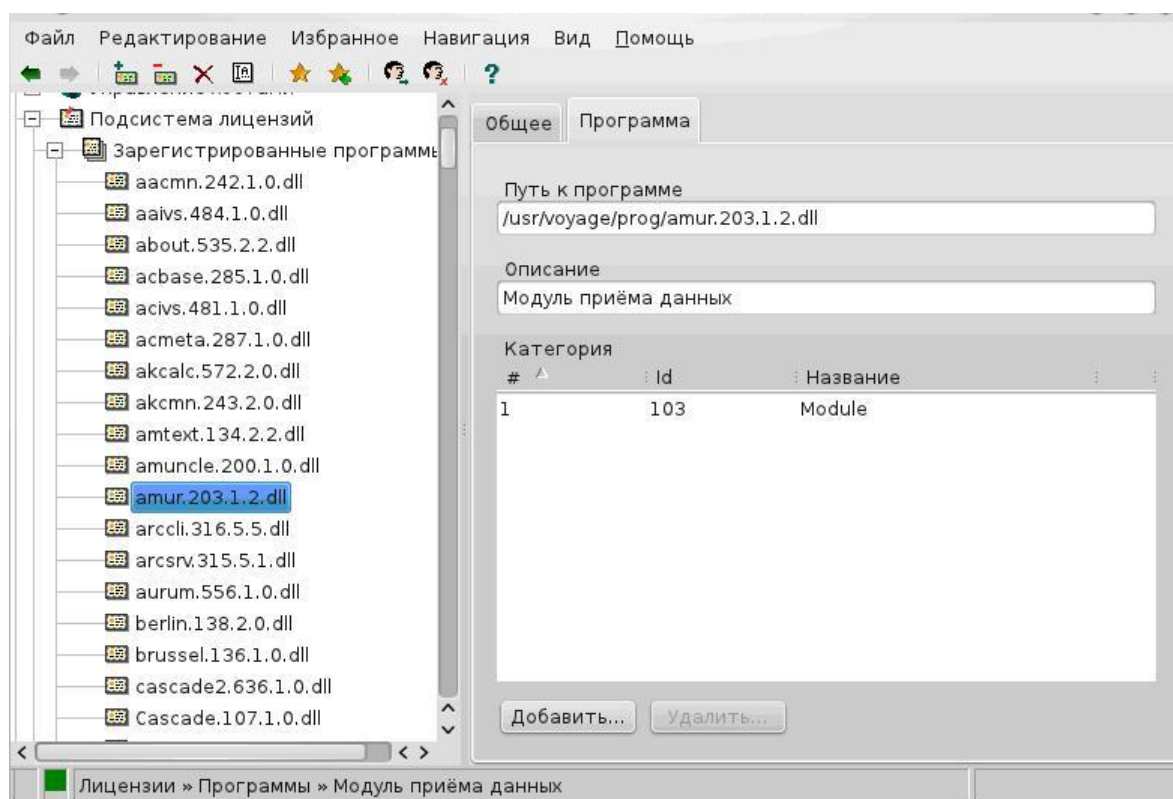 Файл Редактирование Избранное Навигация Вид Помощь
Подсистема лицензий
Зарегистрированные программы
aacmn.242.1.0.dll
aaivs.484.1.0.dll
about.535.2.2.dll
acbase.285.1.0.dll
acivs.481.1.0.dll
acmeta.287.1.0.dll
akcalc.572.2.0.dll
akcmn.243.2.0.dll
amtext.134.2.2.dll
amuncle.200.1.0.dll
amur.203.1.2.dll
arccli.316.5.5.dll
arcsrv.315.5.1.dll
aurum.556.1.0.dll
berlin.138.2.0.dll
brussel.136.1.0.dll
cascade2.636.1.0.dll
Cascade.107.1.0.dll
Общее Программа
Путь к программе
/usr/voyage/prog/amur.203.1.2.dll
Описание
Модуль приёма данных
Категория
# Id Название
1 103 Module
Добавить... Удалить...
Лицензии » Программы » Модуль приёма данных